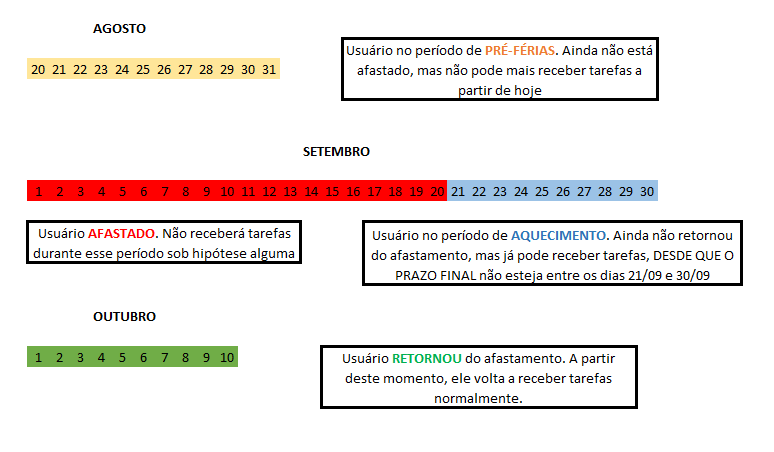 AGOSTO
20 21 22 23 24 25 26 27 28 29 30 31
Usuário no período de PRÉ-FÉRIAS. Ainda não está
afastado, mas não pode mais receber tarefas a
partir de hoje
SETEMBRO
1 2 3 4 5 6 7 8 9 10 11 12 13 14 15 16 17 18 19 20 21 22 23 24 25 26 27 28 29 30
Usuário AFASTADO. Não receberá tarefas
durante esse período sob hipótese alguma
Usuário no período de AQUECIMENTO. Ainda não retornou
do afastamento, mas já pode receber tarefas, DESDE QUE O
PRAZO FINAL não esteja entre os dias 21/09 e 30/09
OUTUBRO
1 2 3 4 5 6 7 8 9 10
Usuário RETORNOU do afastamento. A partir
deste momento, ele volta a receber tarefas
normalmente.